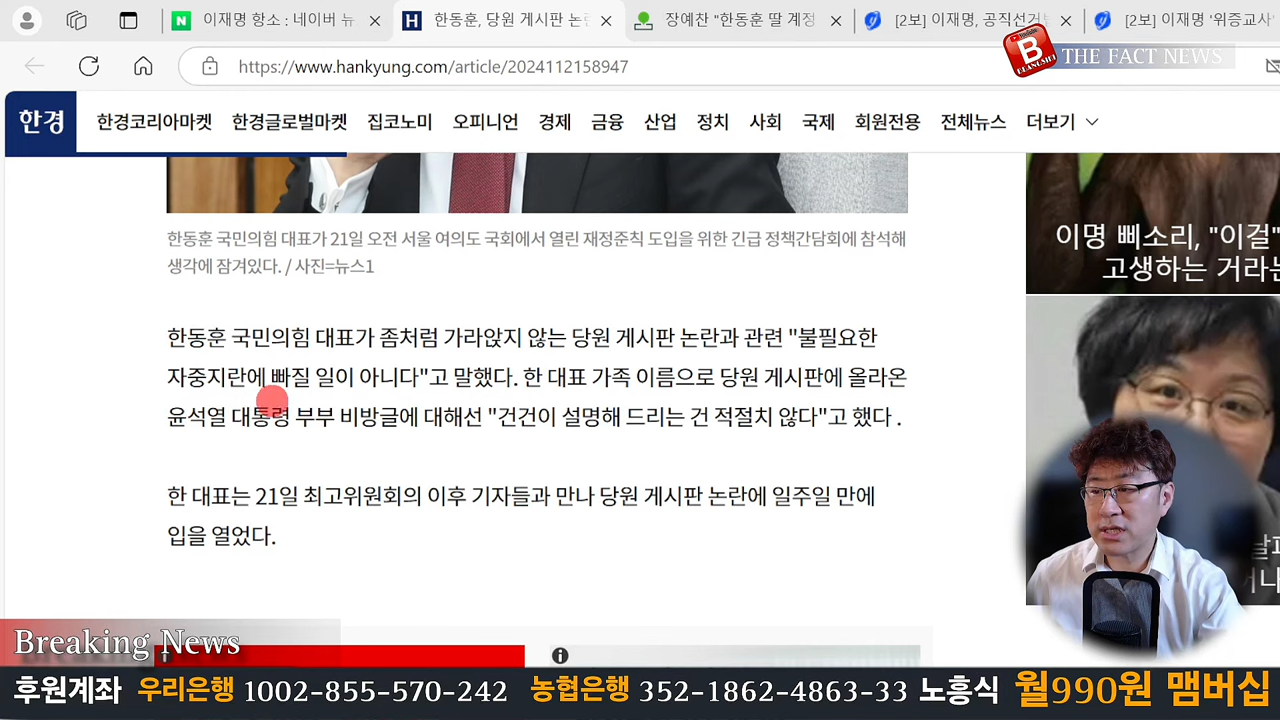 이재명 항소 : 네이버 뉴
한동훈, 당원 게시판 논란
장예찬 "한동훈 딸 계정
[2보] 이재명, 공직선거
[2보] 이재명 '위증교사'
https://www.hankyung.com/article/2024112158947
B
THE FACT NEWS
한경
한경코리아마켓 한경글로벌마켓 집코노미 오피니언 경제 금융 산업 정치 사회 국제 회원전용 전체뉴스 더보기
한동훈 국민의힘 대표가 21일 오전 서울 여의도 국회에서 열린 재정준칙 도입을 위한 긴급 정책간담회에 참석해
생각에 잠겨있다. / 사진=뉴스1
이명 삐소리, "이걸"
고생하는 거라는
한동훈 국민의힘 대표가 좀처럼 가라앉지 않는 당원 게시판 논란과 관련 "불필요한
자중지란에 빠질 일이 아니다"고 말했다. 한 대표 가족 이름으로 당원 게시판에 올라온
윤석열 대통령 부부 비방글에 대해선 "건건이 설명해 드리는 건 적절치 않다"고 했다 .
한 대표는 21일 최고위원회의 이후 기자들과 만나 당원 게시판 논란에 일주일 만에
입을 열었다.
Breaking News
후원계좌 우리은행 1002-855-570-242 농협은행 352-1862-4863-33 노흥식 월990원 맴버십